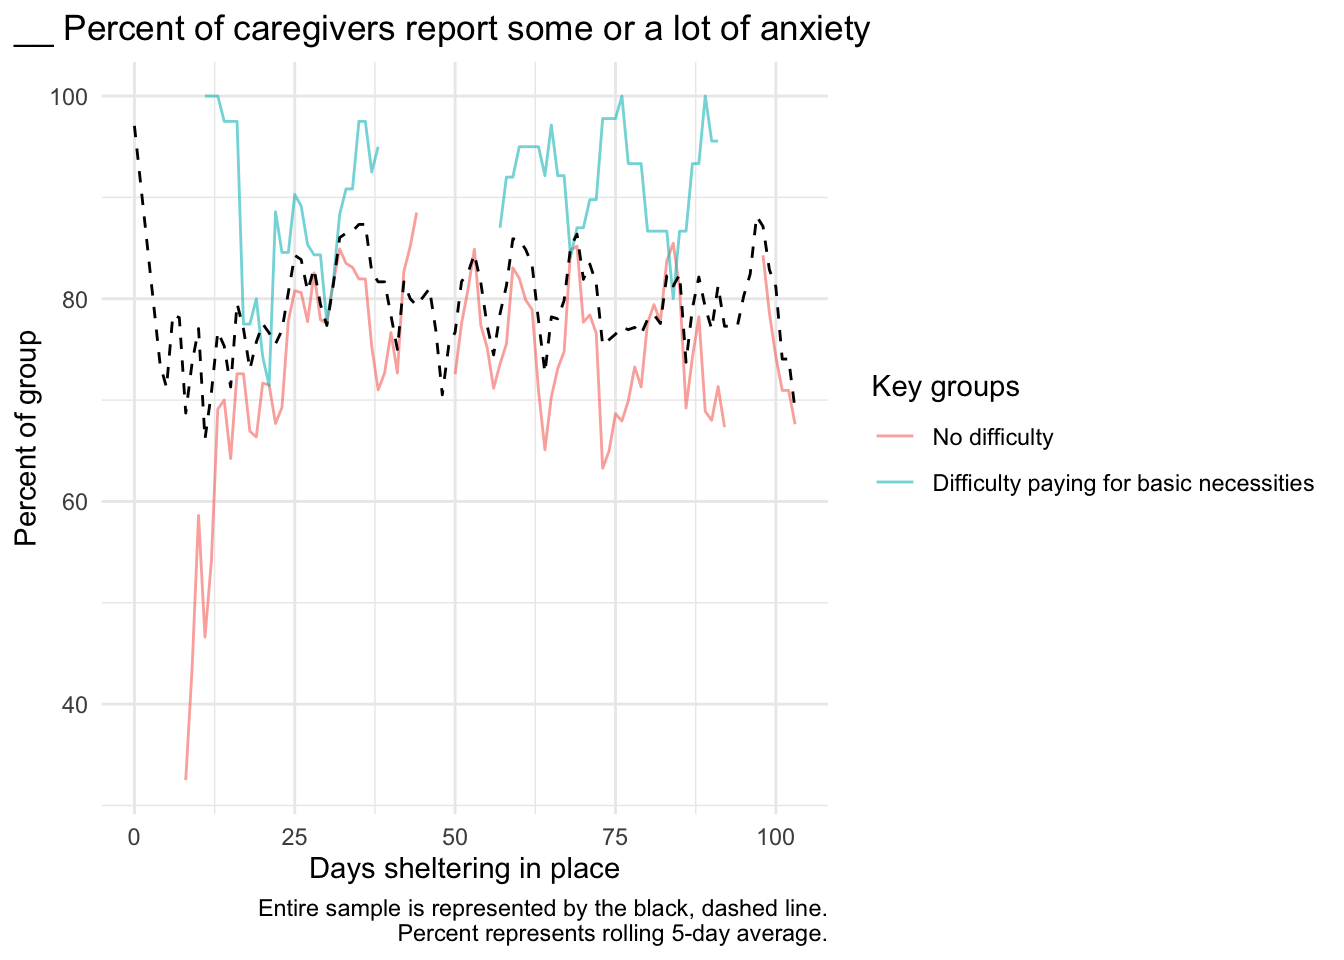 __ Percent of caregivers report some or a lot of anxiety
100
80
60
40
Percent of group
0 25 50 75 100
Days sheltering in place
Key groups
No difficulty
Difficulty paying for basic necessities
Entire sample is represented by the black, dashed line.
Percent represents rolling 5-day average.